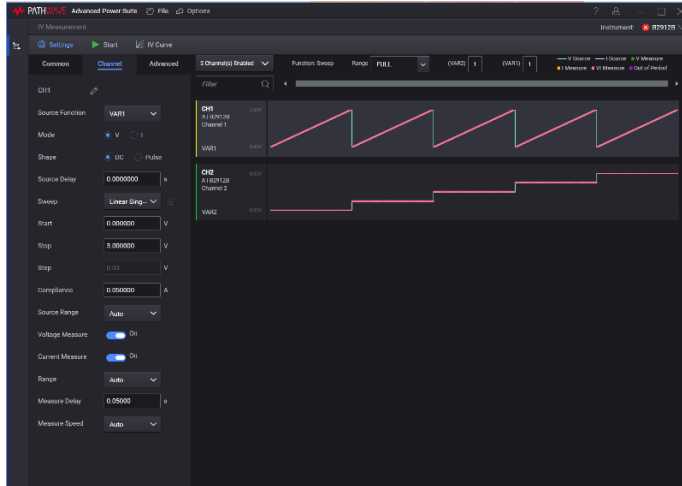 PATHWAVE Advanced Power Suite File Options ?
IV Measurement Instrument: B2912B
Settings Start IV Curve
Common Channel Advanced
2 Channel(s) Enabled Function: Sweep Range FULL (VAR2) 1 (VAR1) 1
V Source I Source V Measure
I Measure VI Measure Out of Period
Filter
CH1
Source Function VAR1
Mode V I
Shape DC Pulse
Source Delay 0.0000000 s
Sweep Linear Sing...
Start 0.000000 V
Stop 3.000000 V
Step 0.03 V
Compliance 0.050000 A
Source Range Auto
Voltage Measure On
Current Measure On
Range Auto
Measure Delay 0.05000 s
Measure Speed Auto
CH1
A | B2912B
Channel 1
VAR1
CH2
A | B2912B
Channel 2
VAR2